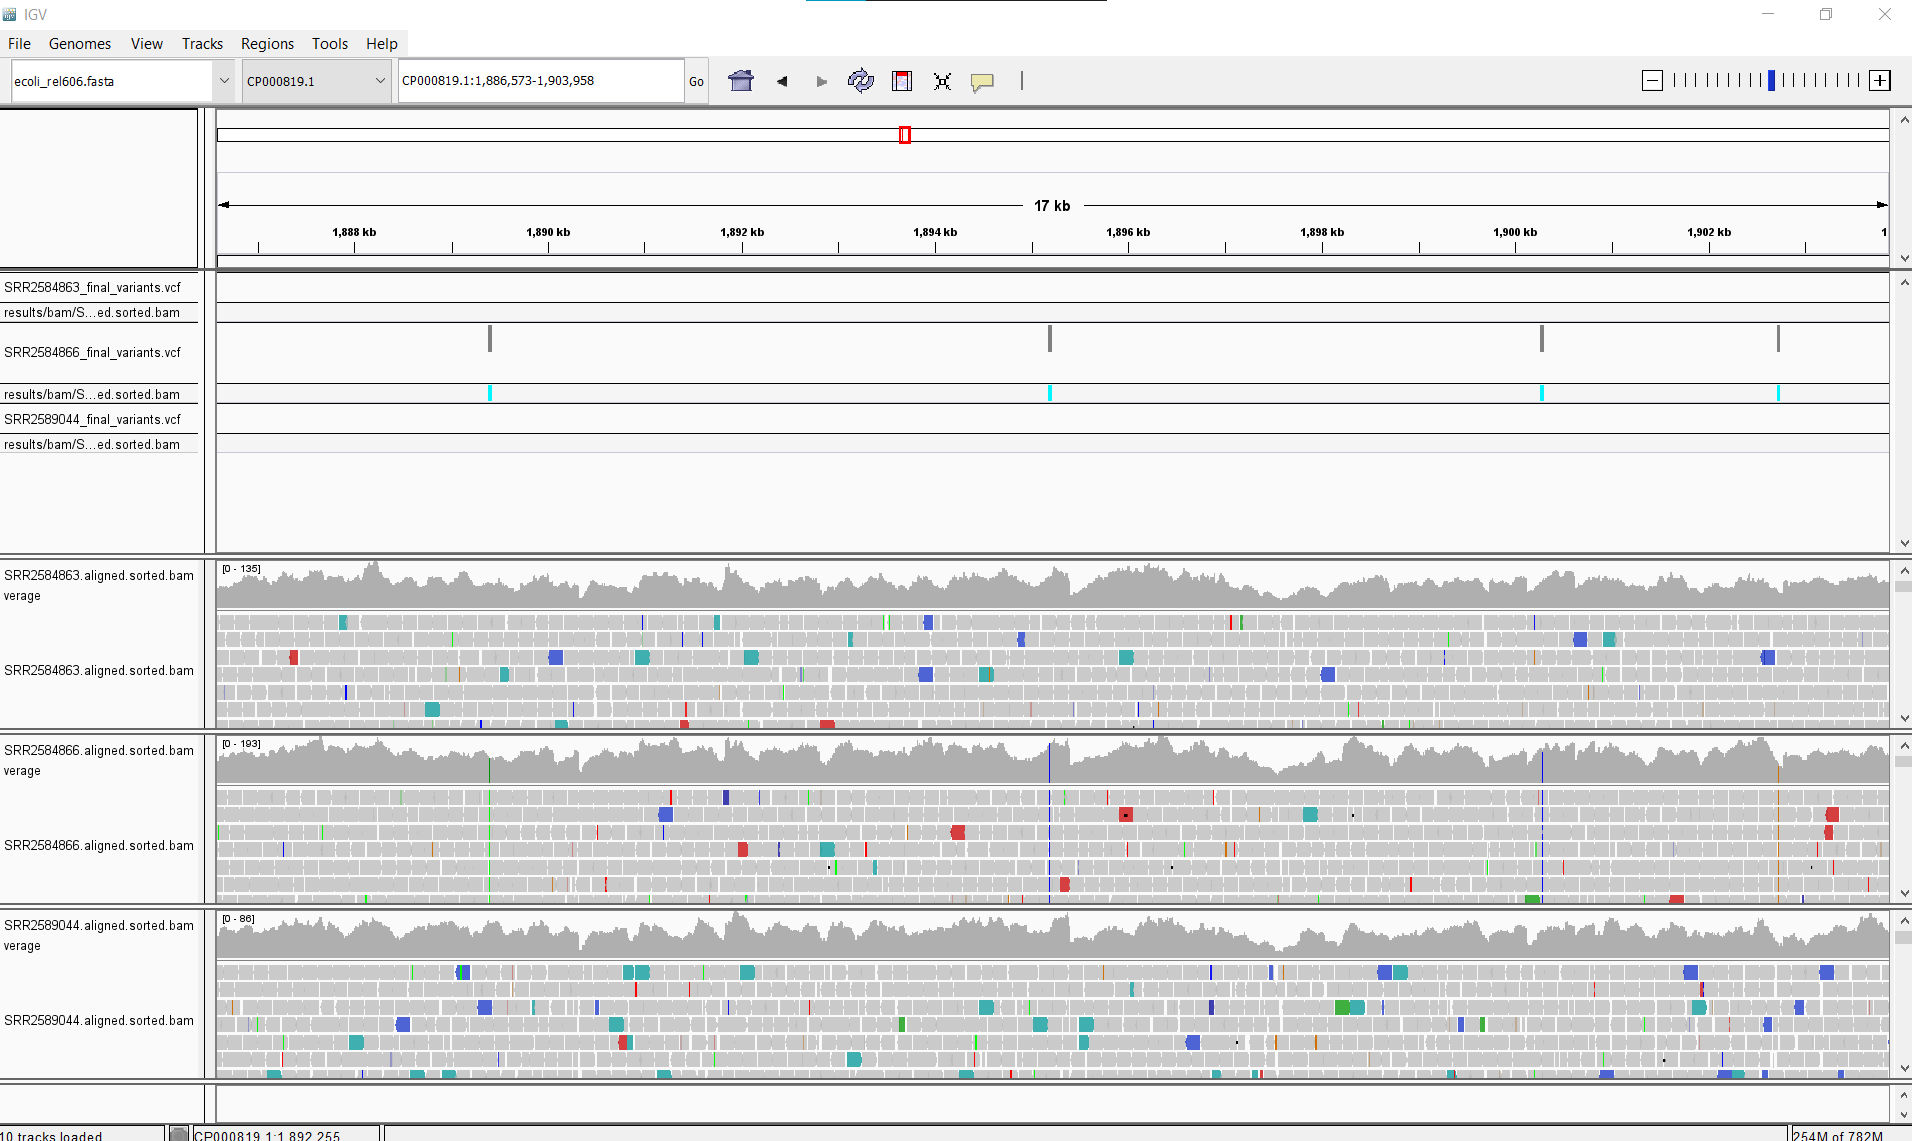 IGV
File Genomes View Tracks Regions Tools Help
ecoli_rel606.fasta CP000819.1 CP000819.1:1,886,573-1,903,958 Go
17 kb
1,888 kb 1,890 kb 1,892 kb 1,894 kb 1,896 kb 1,898 kb 1,900 kb 1,902 kb 1
SRR2584863_final_variants.vcf
results/bam/S...ed.sorted.bam
SRR2584866_final_variants.vcf
results/bam/S...ed.sorted.bam
SRR2589044_final_variants.vcf
results/bam/S...ed.sorted.bam
[0 - 135]
SRR2584863.aligned.sorted.bam
verage
SRR2584863.aligned.sorted.bam
[0 - 193]
SRR2584866.aligned.sorted.bam
verage
SRR2584866.aligned.sorted.bam
[0 - 86]
SRR2589044.aligned.sorted.bam
verage
SRR2589044.aligned.sorted.bam
10 tracks loaded CP000819.1:1,892,255 254M of 782M